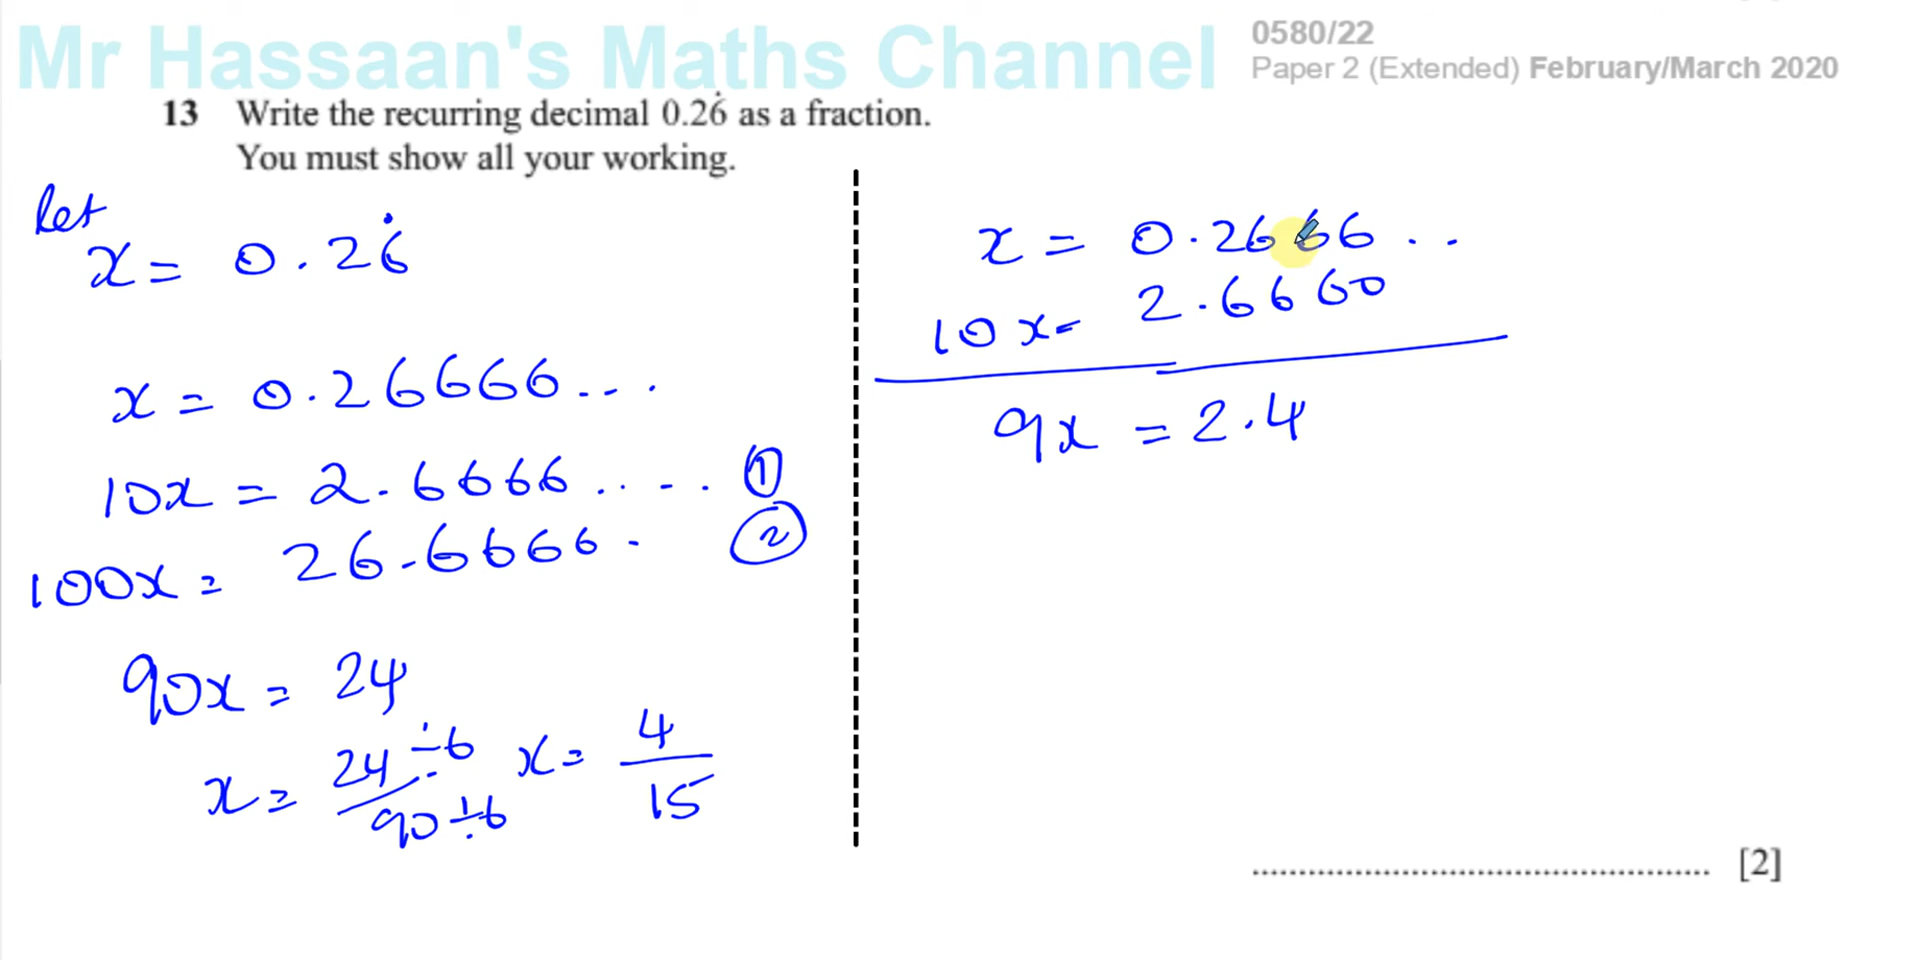 Mr Hassaan's Maths Channel
0580/22
Paper 2 (Extended) February/March 2020
13 Write the recurring decimal 0.26̇ as a fraction.
You must show all your working.
let
x = 0.26̇
x = 0.26666...
10x = 2.6666..... ①
100x = 26.6666. ②
90x = 24
x = 24 ÷6 / 90 ÷6
x = 4/15
x = 0.2666...
10x = 2.6660
9x = 2.4
[2]